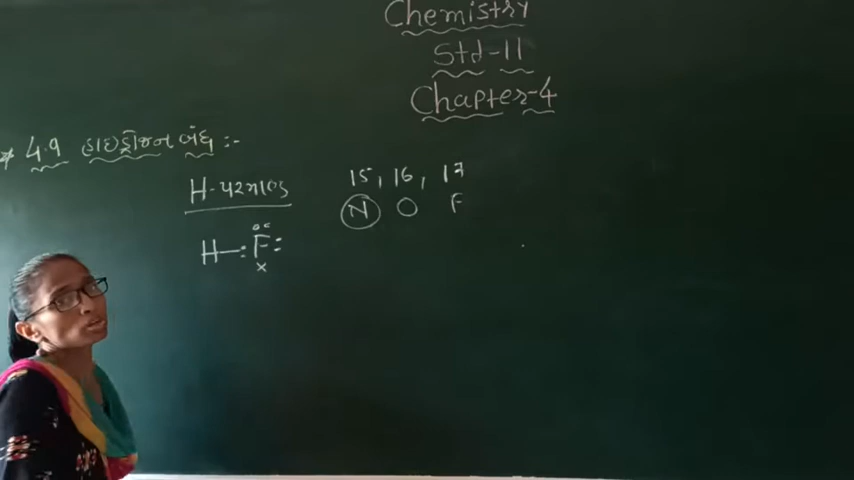 Chemistry
Std-11
Chapter-4
* 4.9 હાઇડ્રોજન બંધ :-
H-પરમાણુ 15, 16, 17
N O F
H—:F: